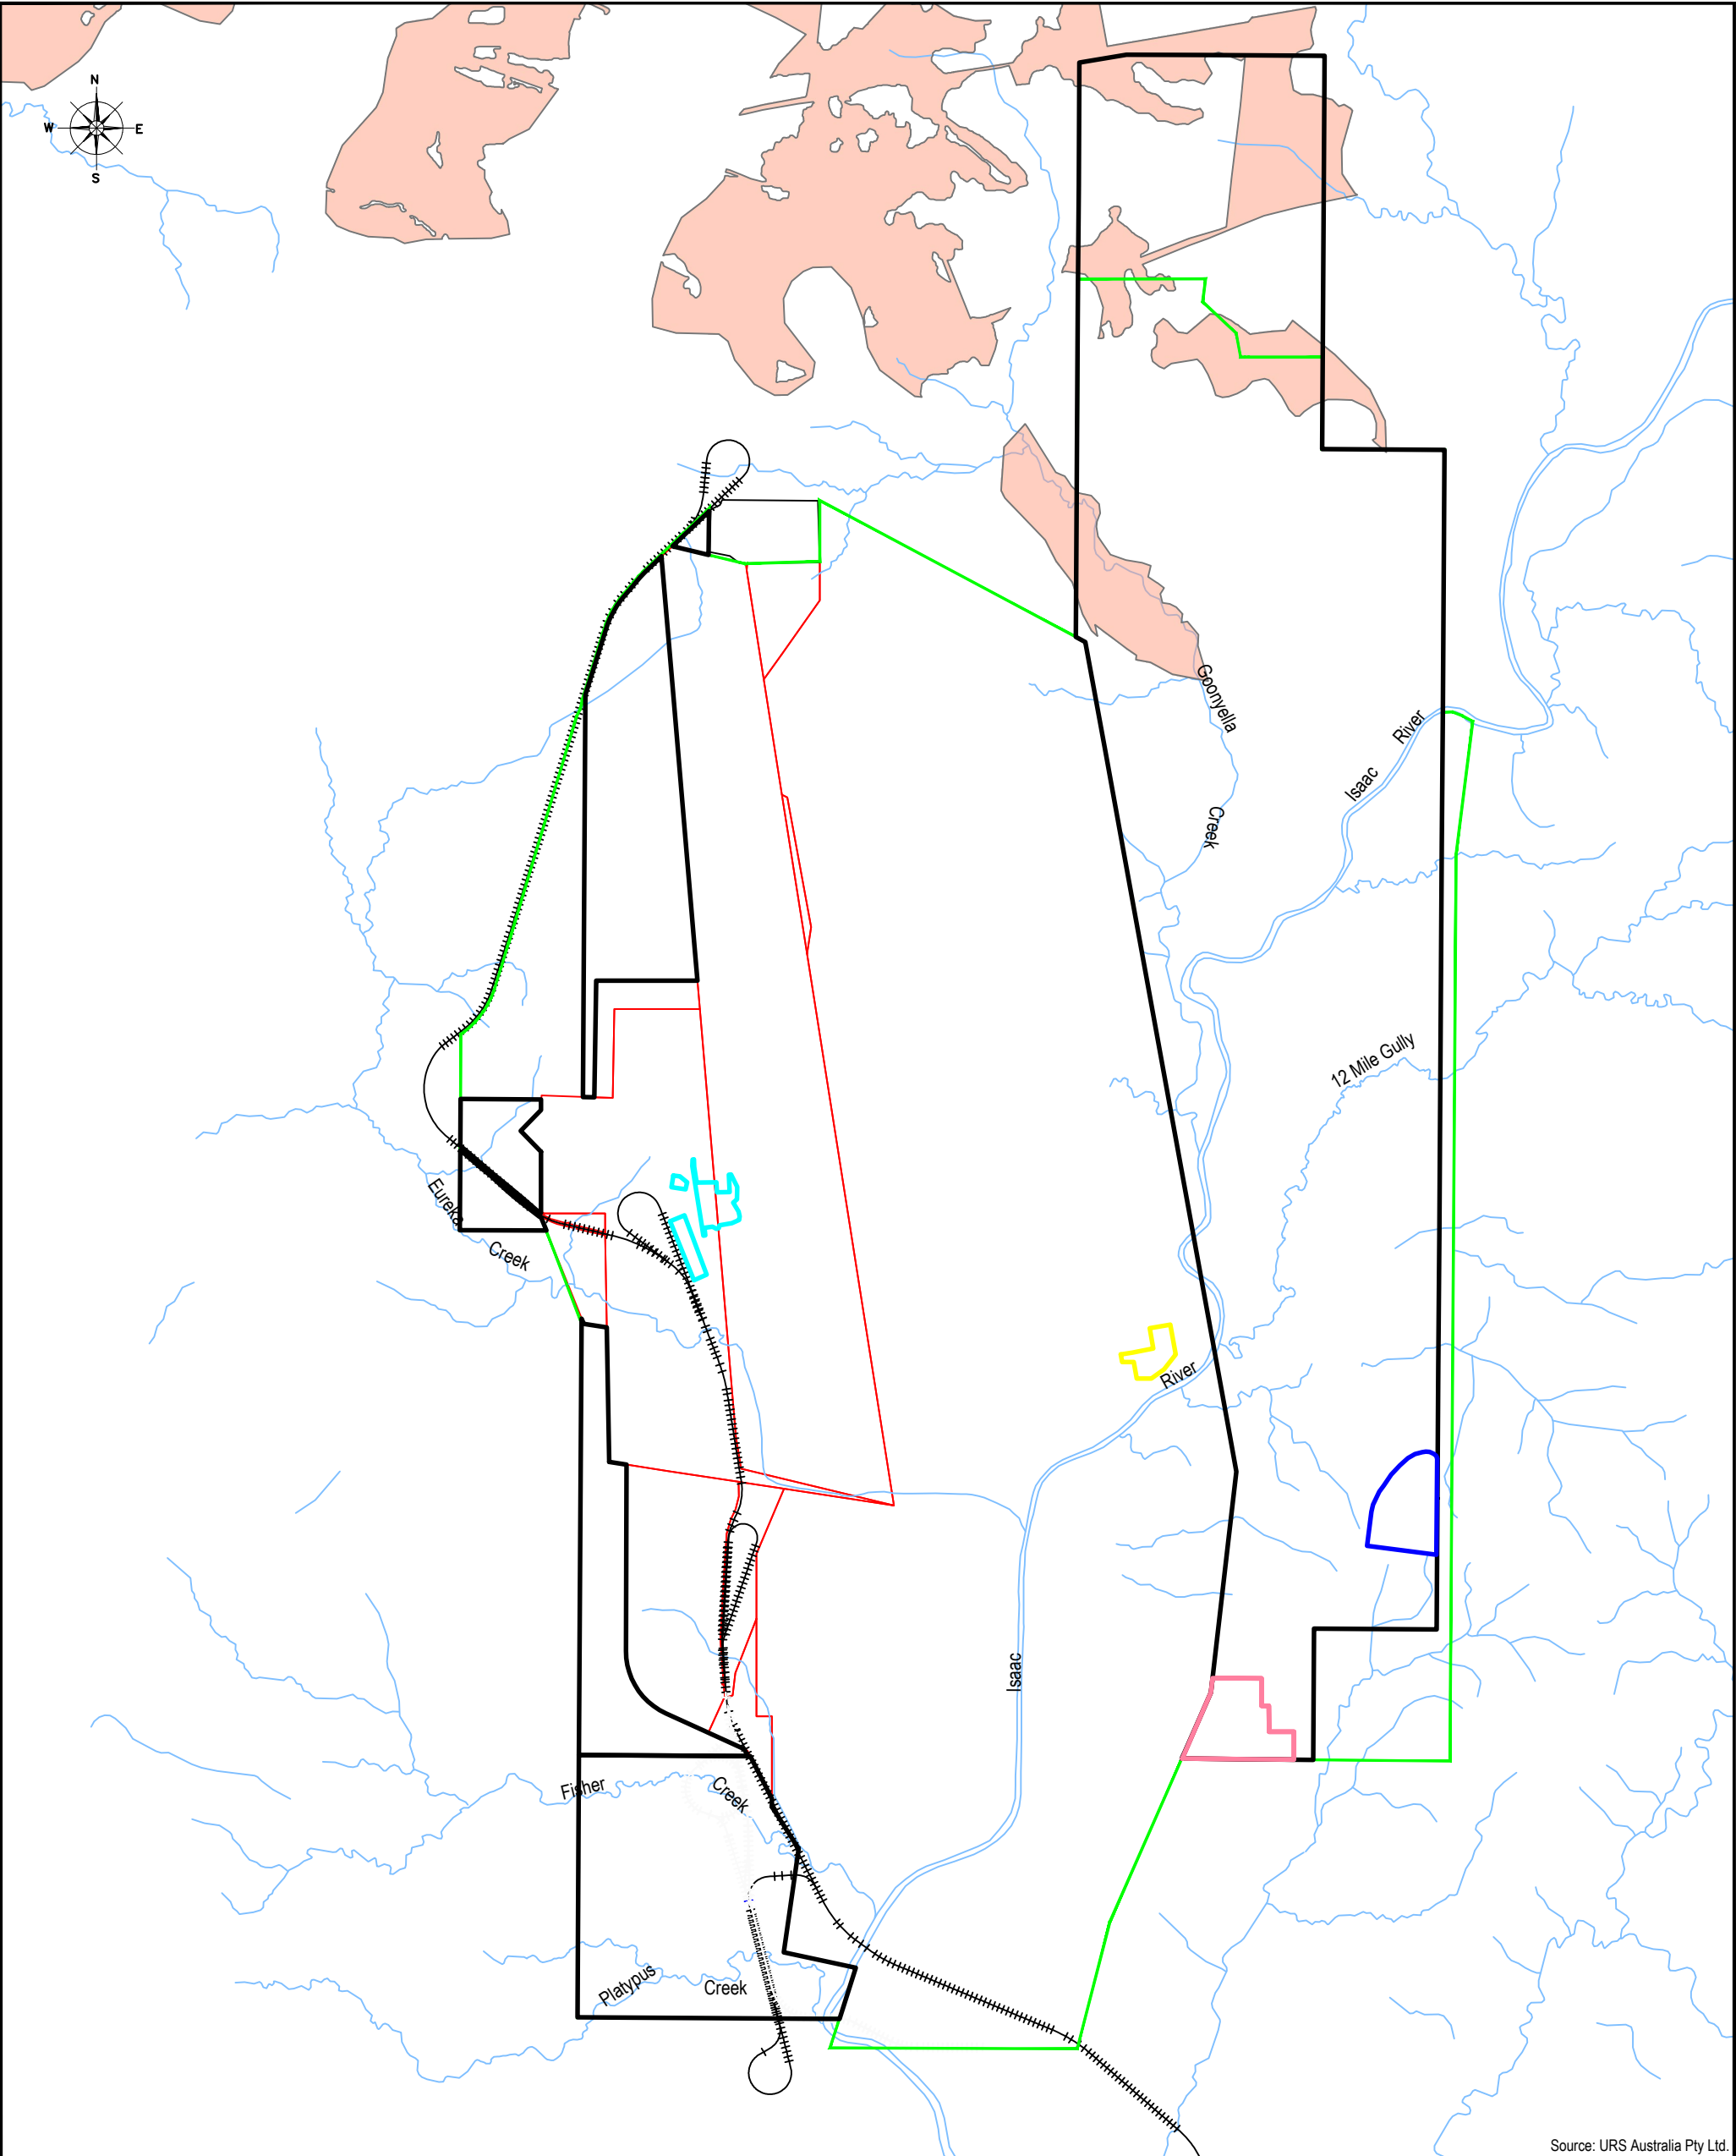 N
W
E
S
Goonyella
Creek
River
Isaac
12 Mile Gully
Eureka
Creek
River
Isaac
Fisher
Creek
Platypus
Creek
Source: URS Australia Pty Ltd.